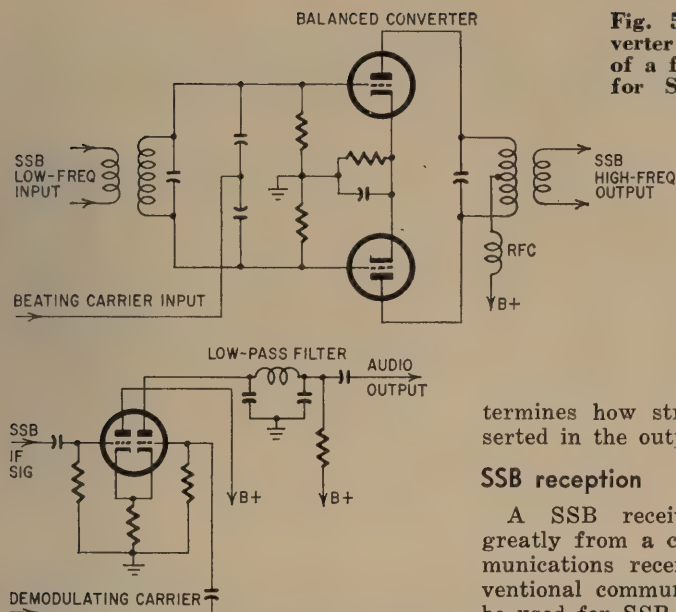 BALANCED CONVERTER
Fig. 5
verter
of a f
for S
SSB
LOW-FREQ
INPUT
SSB
HIGH-FREQ
OUTPUT
RFC
B+
BEATING CARRIER INPUT
LOW-PASS FILTER
AUDIO
OUTPUT
SSB
IF
SIG
B+
B+
DEMODULATING CARRIER
termines how str
serted in the outp
SSB reception
A SSB receiv
greatly from a c
munications recei
ventional commu
be used for SSB